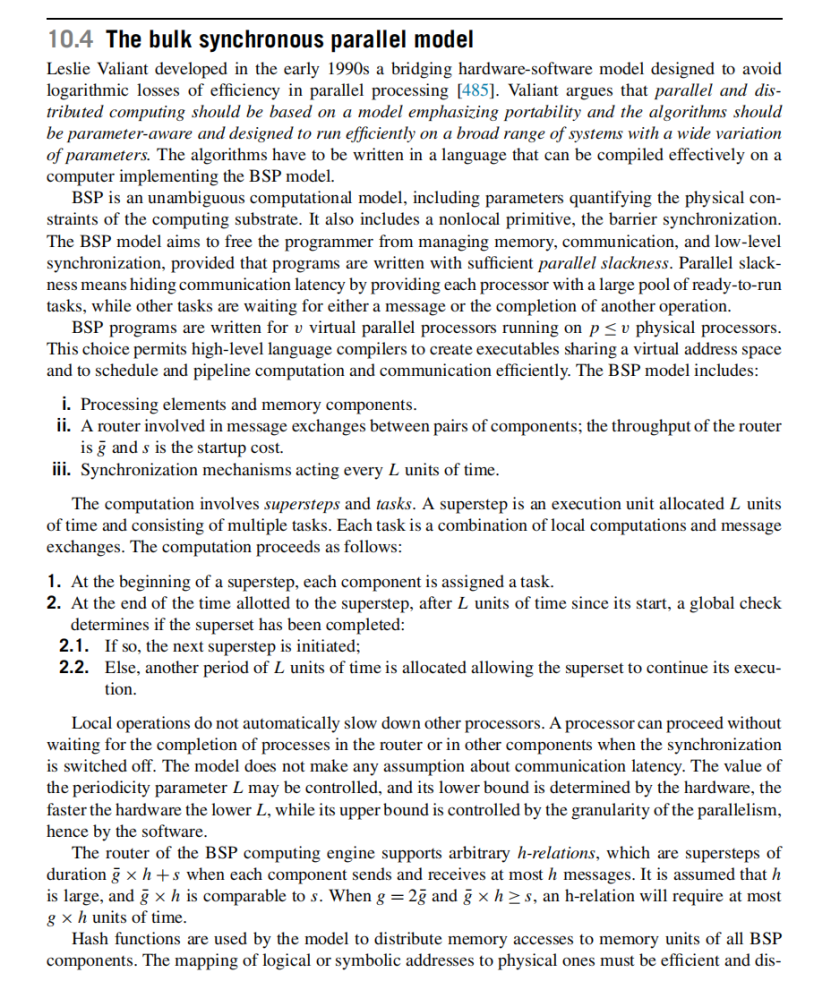 10.4 The bulk synchronous parallel model
Leslie Valiant developed in the early 1990s a bridging hardware-software model designed to avoid
logarithmic losses of efficiency in parallel processing [485]. Valiant argues that parallel and dis-
tributed computing should be based on a model emphasizing portability and the algorithms should
be parameter-aware and designed to run efficiently on a broad range of systems with a wide variation
of parameters. The algorithms have to be written in a language that can be compiled effectively on a
computer implementing the BSP model.
BSP is an unambiguous computational model, including parameters quantifying the physical con-
straints of the computing substrate. It also includes a nonlocal primitive, the barrier synchronization.
The BSP model aims to free the programmer from managing memory, communication, and low-level
synchronization, provided that programs are written with sufficient parallel slackness. Parallel slack-
ness means hiding communication latency by providing each processor with a large pool of ready-to-run
tasks, while other tasks are waiting for either a message or the completion of another operation.
BSP programs are written for v virtual parallel processors running on p ≤ v physical processors.
This choice permits high-level language compilers to create executables sharing a virtual address space
and to schedule and pipeline computation and communication efficiently. The BSP model includes:
i. Processing elements and memory components.
ii. A router involved in message exchanges between pairs of components; the throughput of the router
is ḡ and s is the startup cost.
iii. Synchronization mechanisms acting every L units of time.
The computation involves supersteps and tasks. A superstep is an execution unit allocated L units
of time and consisting of multiple tasks. Each task is a combination of local computations and message
exchanges. The computation proceeds as follows:
1. At the beginning of a superstep, each component is assigned a task.
2. At the end of the time allotted to the superstep, after L units of time since its start, a global check
determines if the superset has been completed:
2.1. If so, the next superstep is initiated;
2.2. Else, another period of L units of time is allocated allowing the superset to continue its execu-
tion.
Local operations do not automatically slow down other processors. A processor can proceed without
waiting for the completion of processes in the router or in other components when the synchronization
is switched off. The model does not make any assumption about communication latency. The value of
the periodicity parameter L may be controlled, and its lower bound is determined by the hardware, the
faster the hardware the lower L, while its upper bound is controlled by the granularity of the parallelism,
hence by the software.
The router of the BSP computing engine supports arbitrary h-relations, which are supersteps of
duration ḡ × h + s when each component sends and receives at most h messages. It is assumed that h
is large, and ḡ × h is comparable to s. When g = 2ḡ and ḡ × h ≥ s, an h-relation will require at most
g × h units of time.
Hash functions are used by the model to distribute memory accesses to memory units of all BSP
components. The mapping of logical or symbolic addresses to physical ones must be efficient and dis-